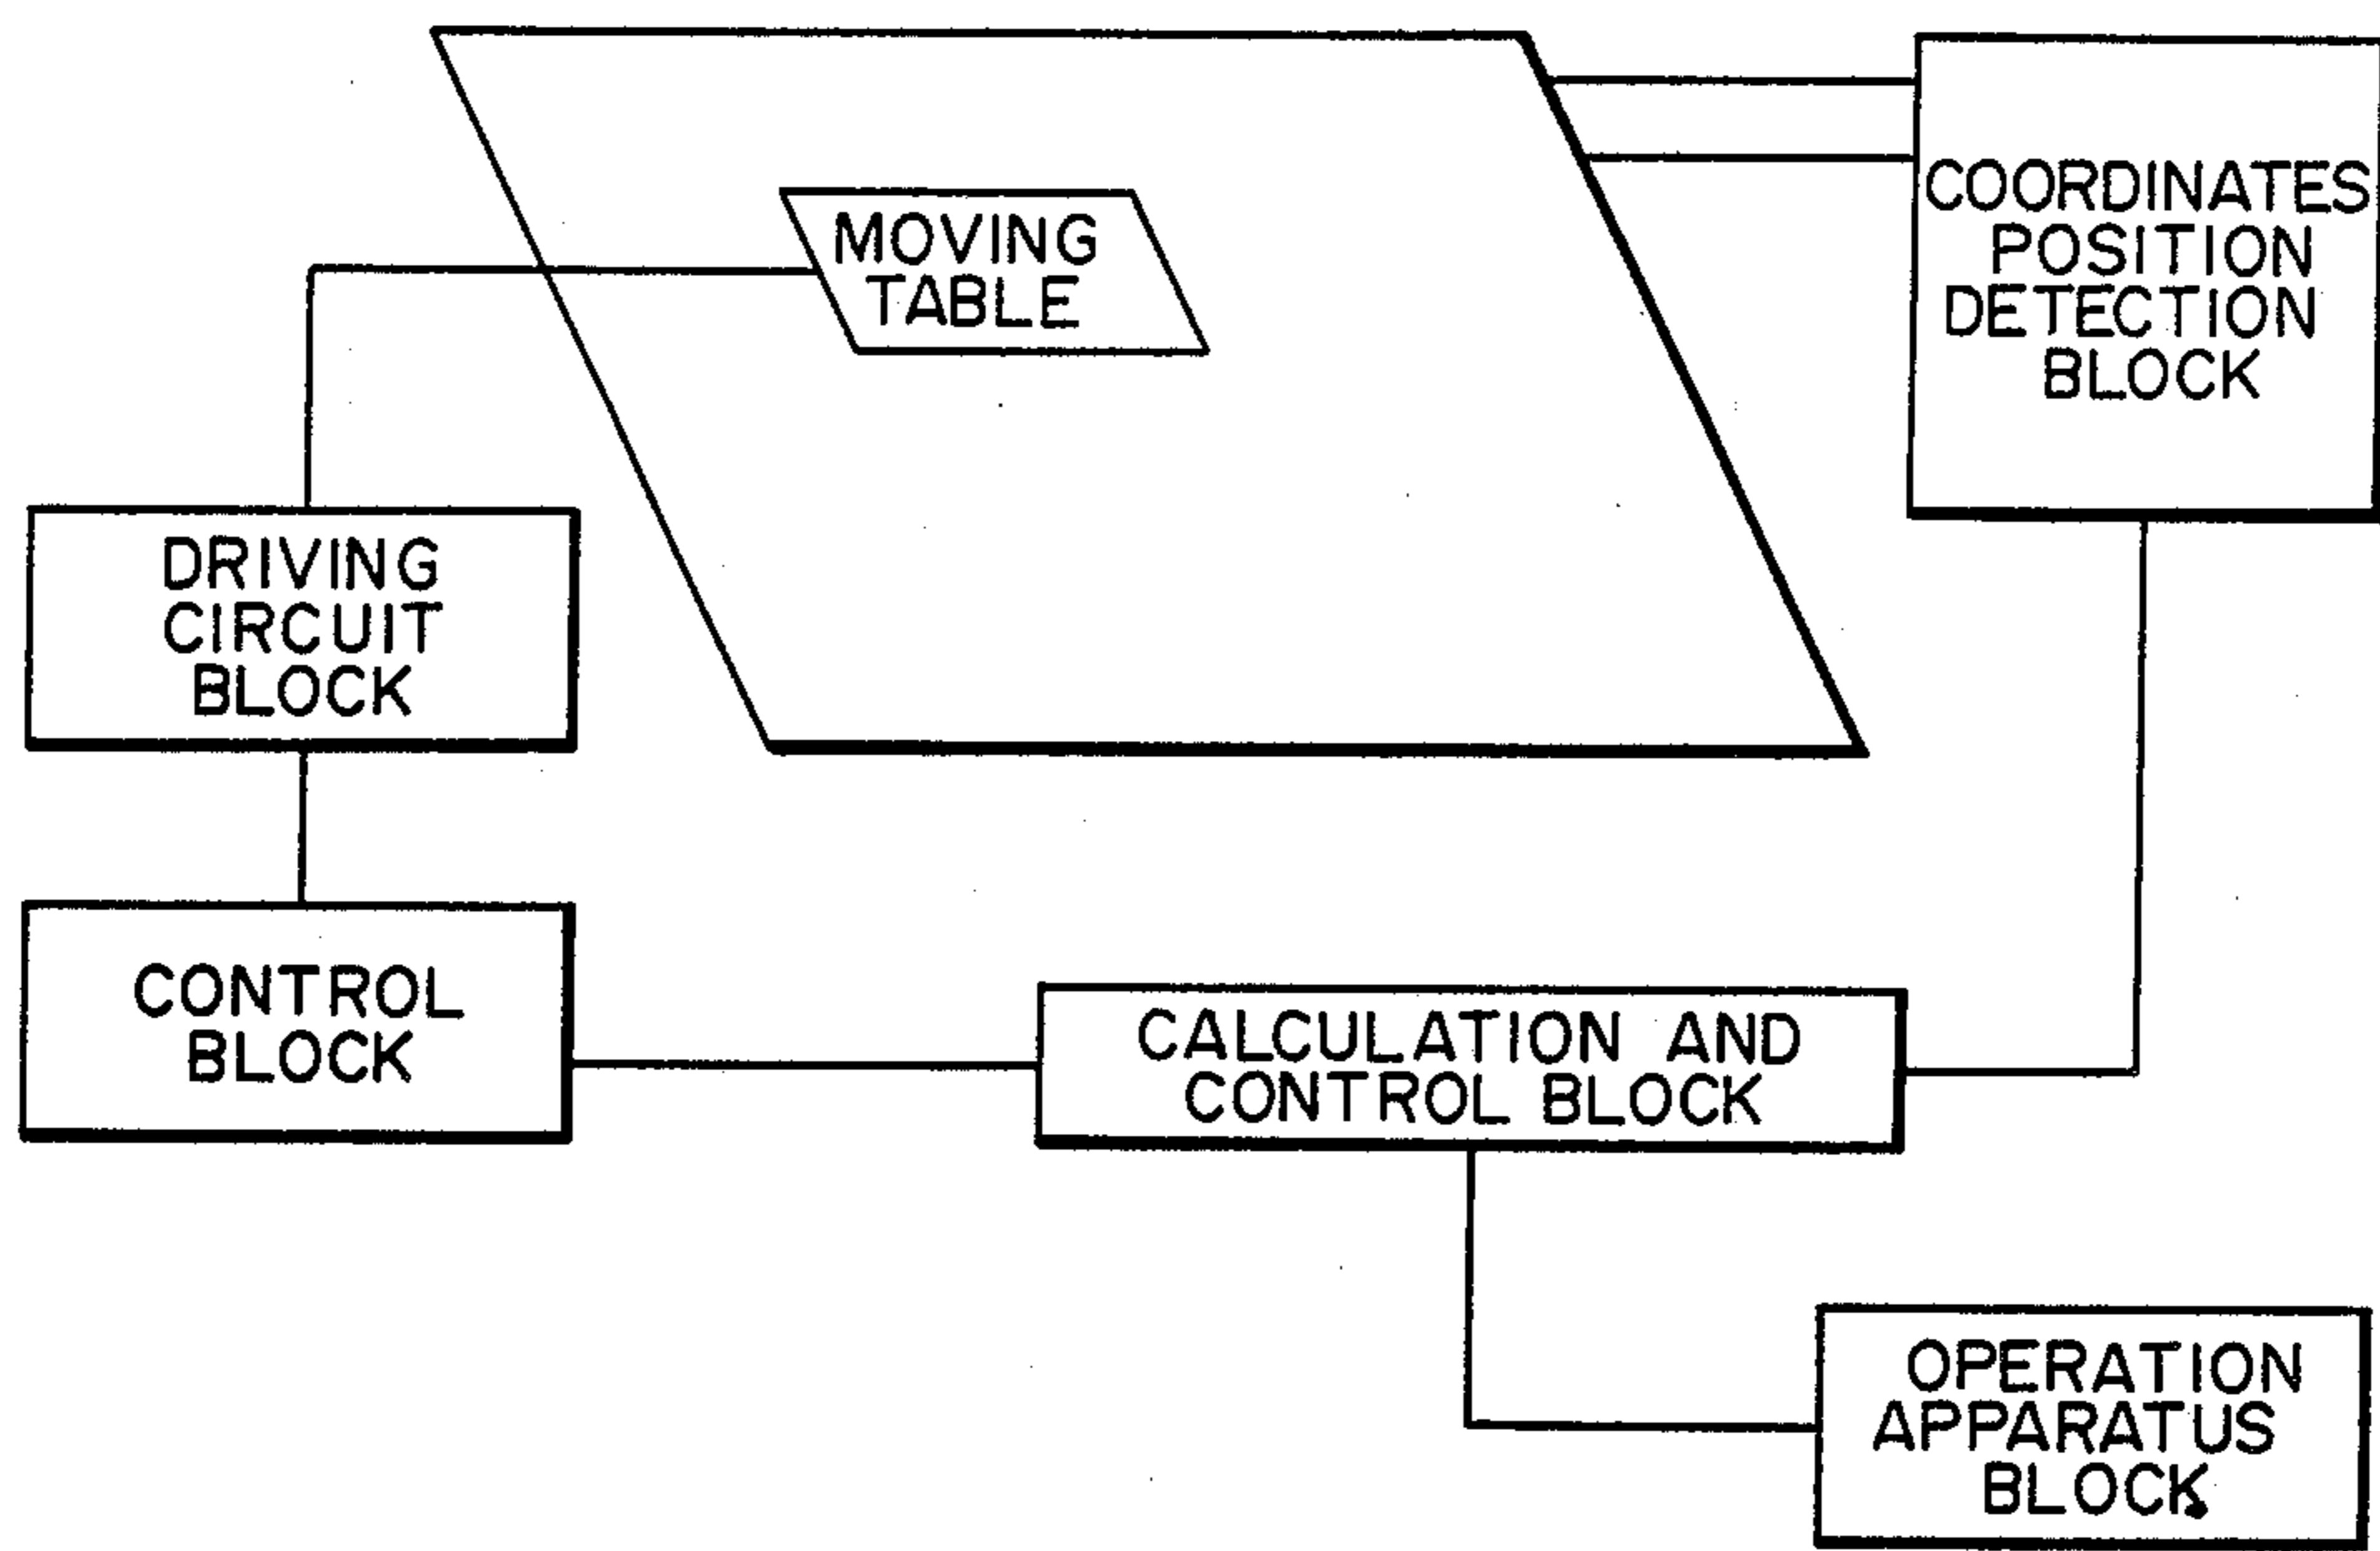 MOVING
TABLE
COORDINATES
POSITION
DETECTION
BLOCK
DRIVING
CIRCUIT
BLOCK
CONTROL
BLOCK
CALCULATION AND
CONTROL BLOCK
OPERATION
APPARATUS
BLOCK